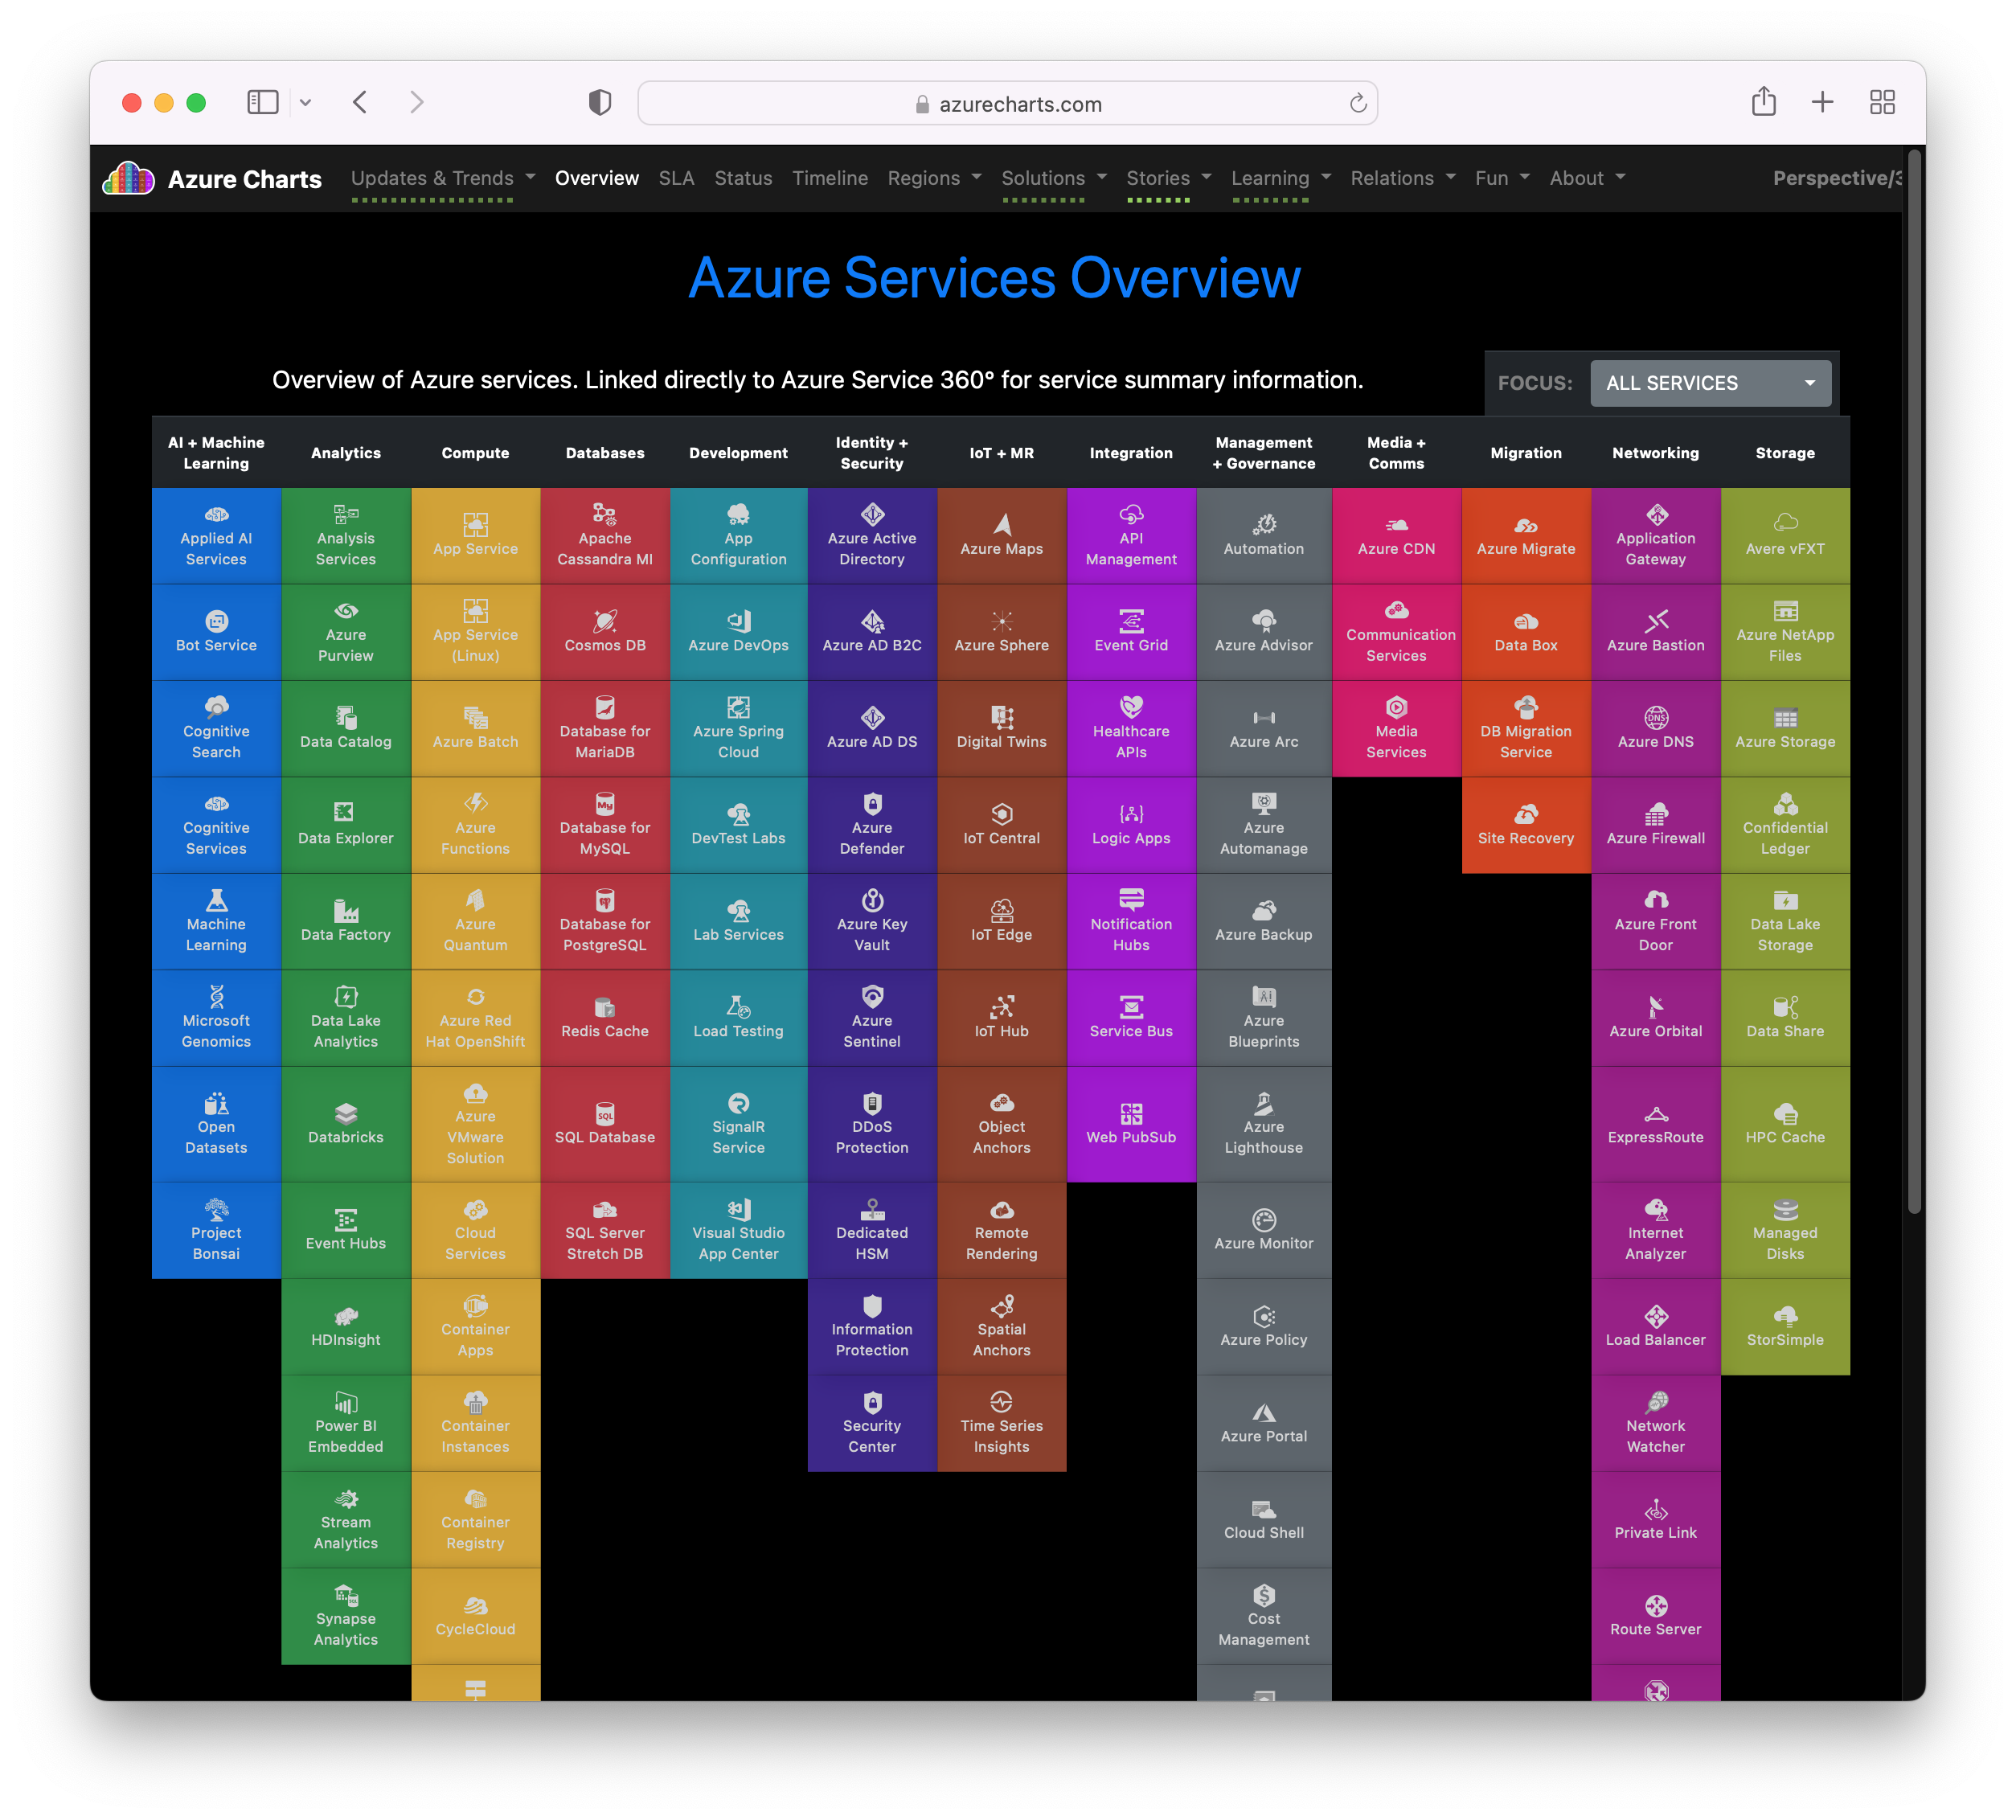 azurecharts.com
Azure Charts
Updates & Trends
Overview
SLA
Status
Timeline
Regions
Solutions
Stories
Learning
Relations
Fun
About
Perspective/3
Azure Services Overview
Overview of Azure services. Linked directly to Azure Service 360° for service summary information.
FOCUS:
ALL SERVICES
AI + Machine
Learning
Analytics
Compute
Databases
Development
Identity +
Security
IoT + MR
Integration
Management
+ Governance
Media +
Comms
Migration
Networking
Storage
Applied AI
Services
Analysis
Services
App Service
Apache
Cassandra MI
App
Configuration
Azure Active
Directory
Azure Maps
API
Management
Automation
Azure CDN
Azure Migrate
Application
Gateway
Avere vFXT
Bot Service
Azure
Purview
App Service
(Linux)
Cosmos DB
Azure DevOps
Azure AD B2C
Azure Sphere
Event Grid
Azure Advisor
Communication
Services
Data Box
Azure Bastion
Azure NetApp
Files
Cognitive
Search
Data Catalog
Azure Batch
Database for
MariaDB
Azure Spring
Cloud
Azure AD DS
Digital Twins
Healthcare
APIs
Azure Arc
Media
Services
DB Migration
Service
DNS
Azure DNS
Azure Storage
Cognitive
Services
Data Explorer
Azure
Functions
My
Database for
MySQL
DevTest Labs
Azure
Defender
IoT Central
Logic Apps
Azure
Automanage
Site Recovery
Azure Firewall
Confidential
Ledger
Machine
Learning
Data Factory
Azure
Quantum
Database for
PostgreSQL
Lab Services
Azure Key
Vault
IoT Edge
Notification
Hubs
Azure Backup
Azure Front
Door
Data Lake
Storage
Microsoft
Genomics
Data Lake
Analytics
Azure Red
Hat OpenShift
Redis Cache
Load Testing
Azure
Sentinel
IoT Hub
Service Bus
Azure
Blueprints
Azure Orbital
Data Share
Open
Datasets
Databricks
Azure
VMware
Solution
SQL
SQL Database
SignalR
Service
DDoS
Protection
Object
Anchors
Web PubSub
Azure
Lighthouse
ExpressRoute
HPC Cache
Project
Bonsai
Event Hubs
Cloud
Services
SQL Server
Stretch DB
Visual Studio
App Center
Dedicated
HSM
Remote
Rendering
Azure Monitor
Internet
Analyzer
Managed
Disks
HDInsight
Container
Apps
Information
Protection
Spatial
Anchors
Azure Policy
Load Balancer
StorSimple
Power BI
Embedded
Container
Instances
Security
Center
Time Series
Insights
Azure Portal
Network
Watcher
Stream
Analytics
Container
Registry
Cloud Shell
Private Link
Synapse
Analytics
CycleCloud
$
Cost
Management
Route Server